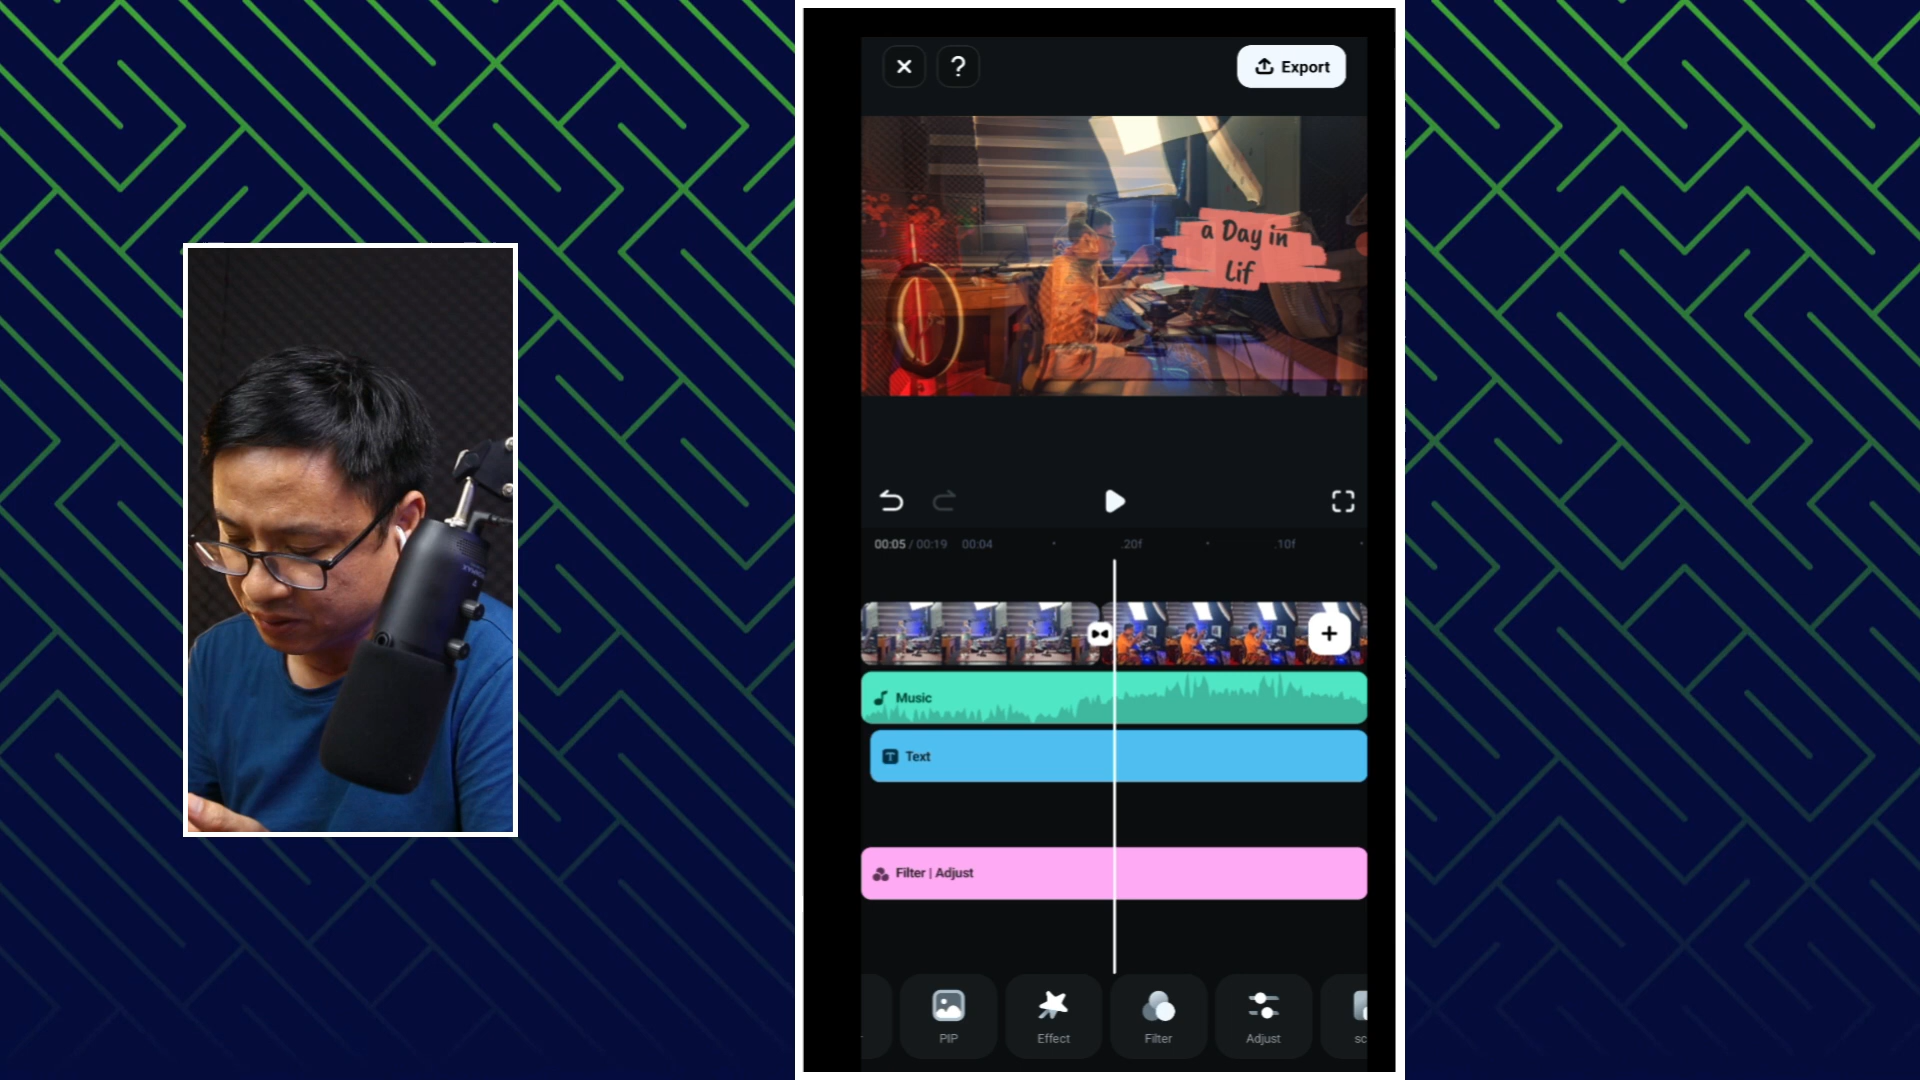 ?
Export
a Day in
Lif
00:05 / 00:19 00:04 .20f .10f
Music
T Text
Filter | Adjust
PIP Effect Filter Adjust sc